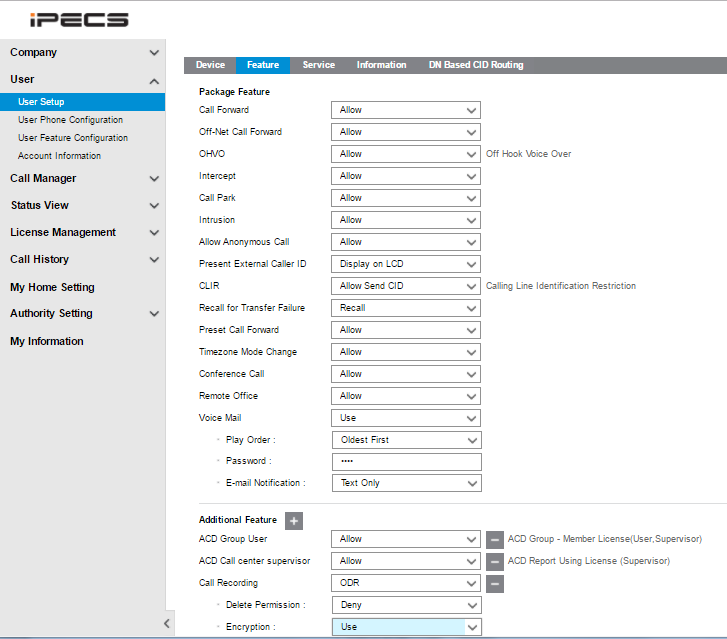 iPECS
Company
User
User Setup
User Phone Configuration
User Feature Configuration
Account Information
Call Manager
Status View
License Management
Call History
My Home Setting
Authority Setting
My Information
Device Feature Service Information DN Based CID Routing
Package Feature
Call Forward Allow
Off-Net Call Forward Allow
OHVO Allow Off Hook Voice Over
Intercept Allow
Call Park Allow
Intrusion Allow
Allow Anonymous Call Allow
Present External Caller ID Display on LCD
CLIR Allow Send CID Calling Line Identification Restriction
Recall for Transfer Failure Recall
Preset Call Forward Allow
Timezone Mode Change Allow
Conference Call Allow
Remote Office Allow
Voice Mail Use
Play Order : Oldest First
Password : ••••
E-mail Notification : Text Only
Additional Feature +
ACD Group User Allow − ACD Group - Member License(User,Supervisor)
ACD Call center supervisor Allow − ACD Report Using License (Supervisor)
Call Recording ODR −
Delete Permission : Deny
Encryption : Use